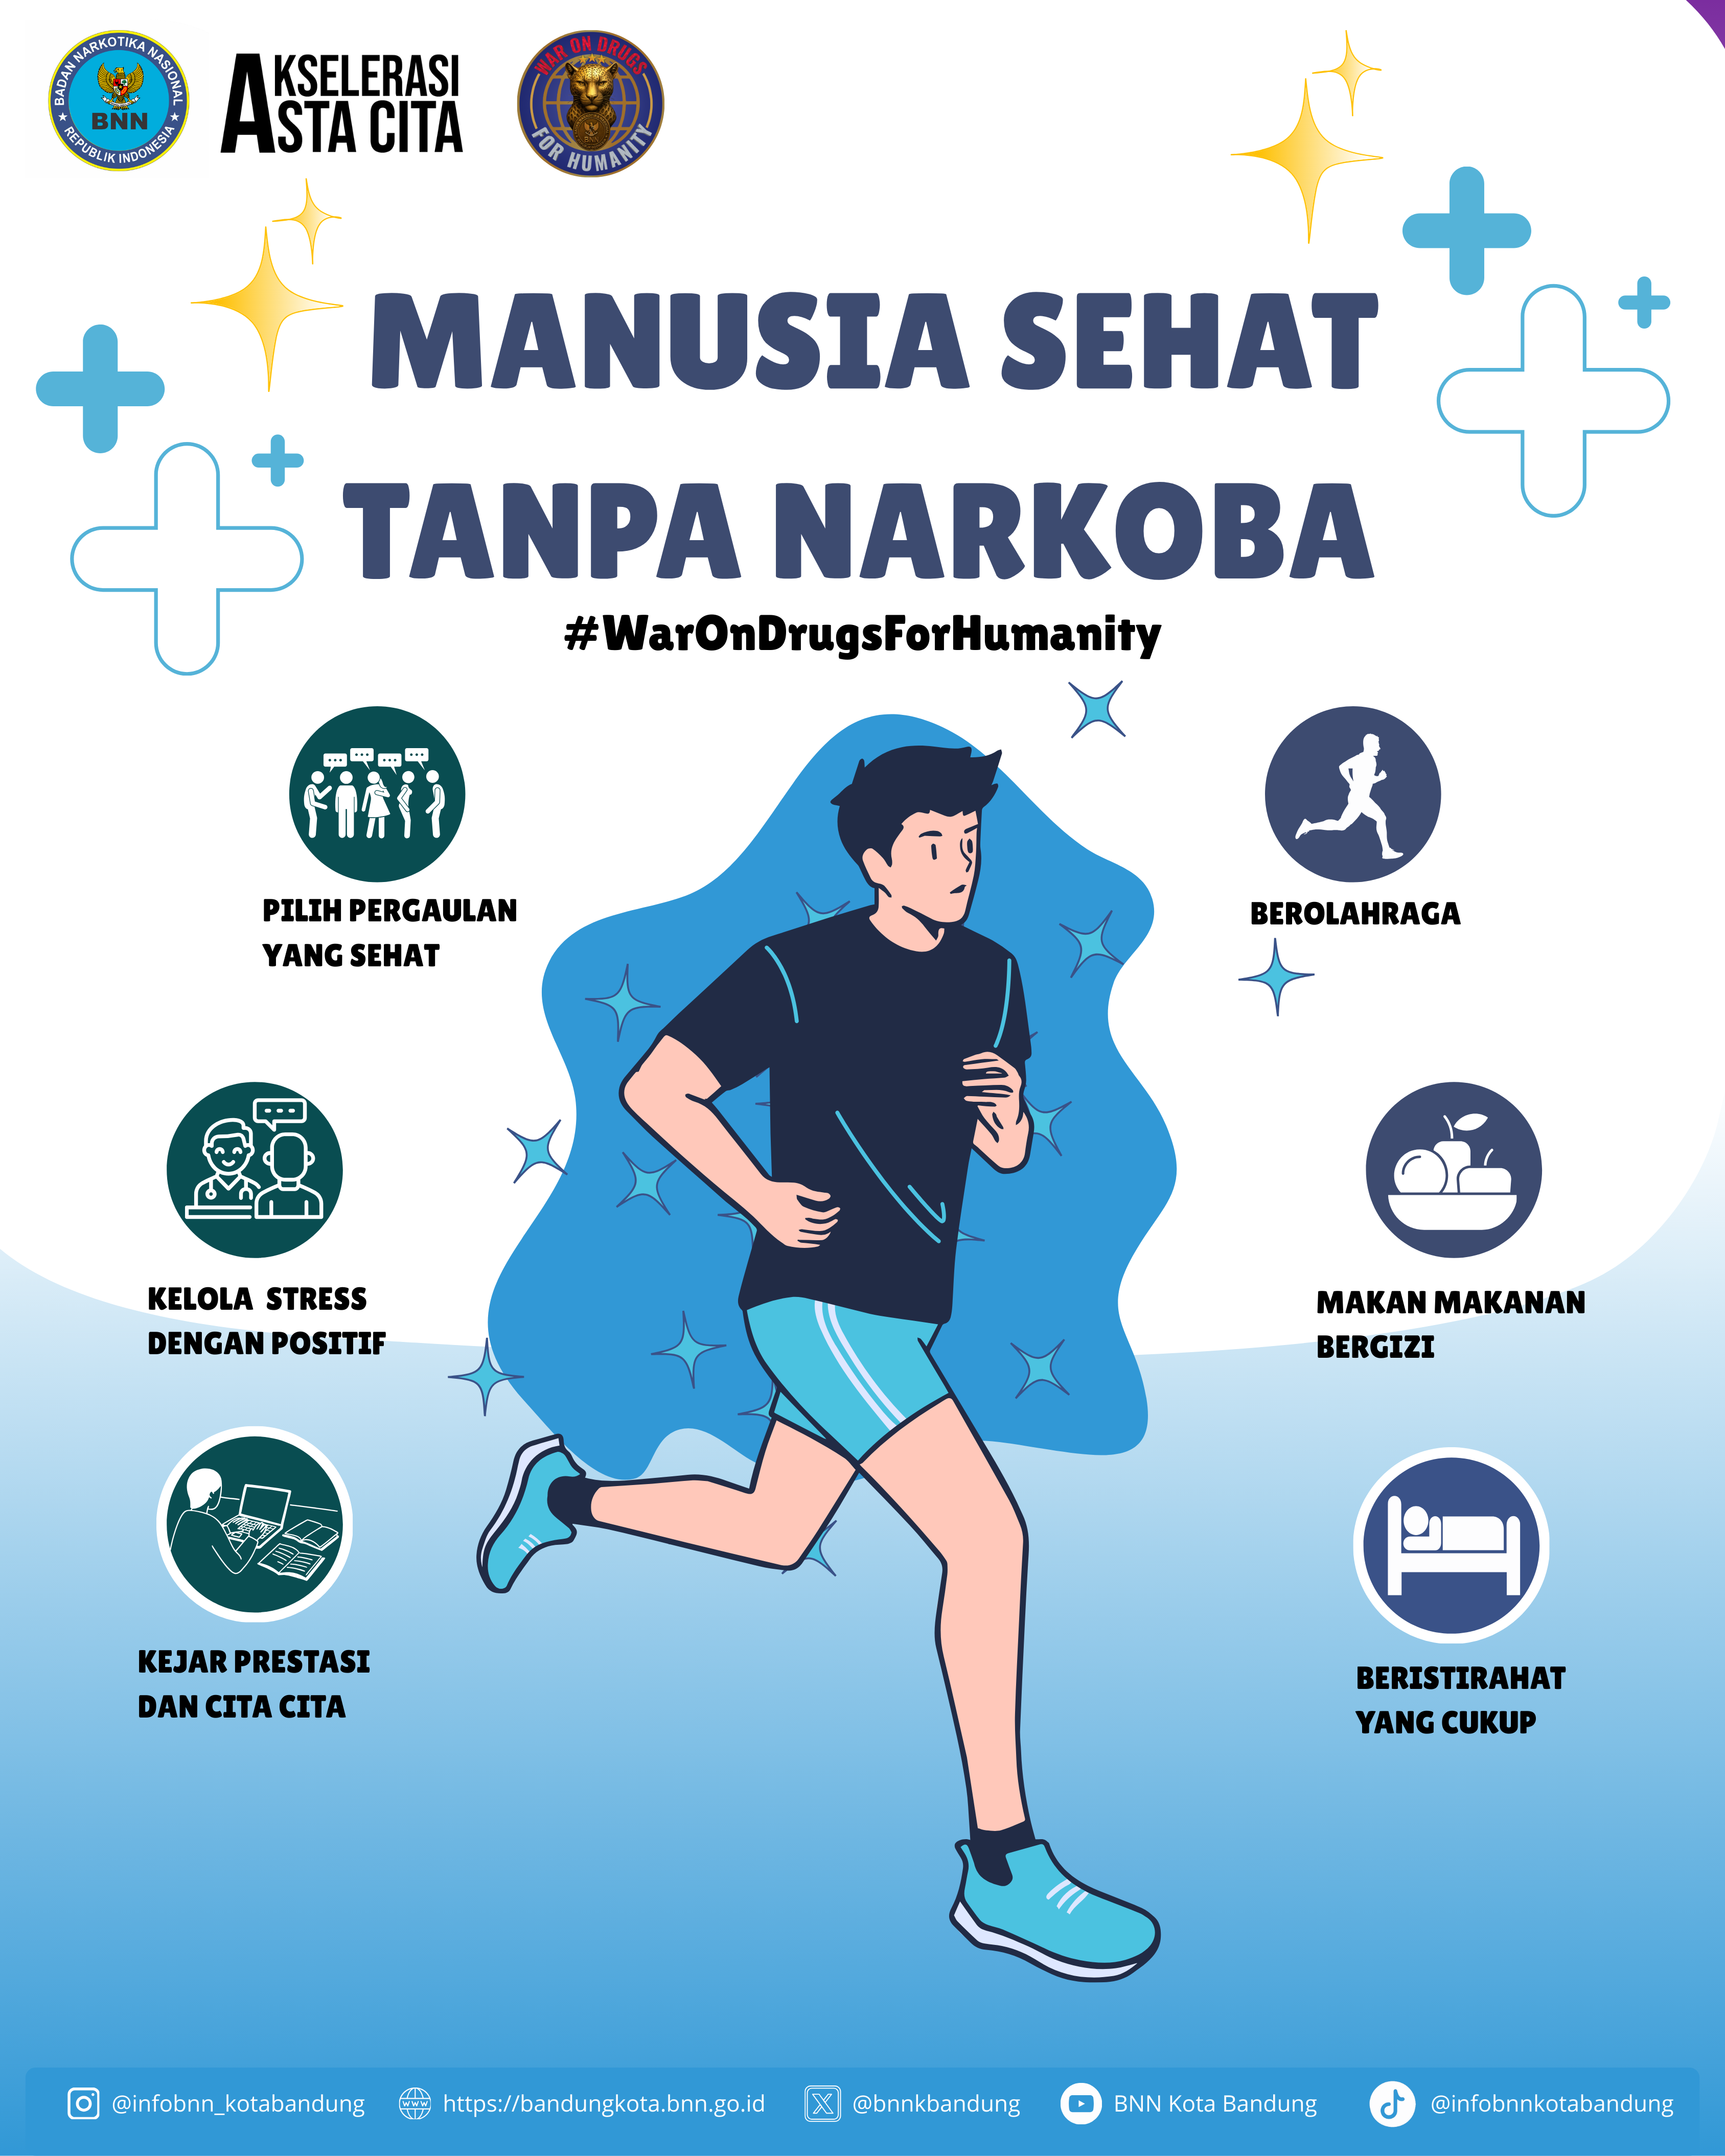 BADAN NARKOTIKA NASIONAL
BNN
REPUBLIK INDONESIA
AKSELERASI
ASTA CITA
WAR ON DRUGS
FOR HUMANITY
MANUSIA SEHAT
TANPA NARKOBA
#WarOnDrugsForHumanity
PILIH PERGAULAN
YANG SEHAT
BEROLAHRAGA
KELOLA STRESS
DENGAN POSITIF
MAKAN MAKANAN
BERGIZI
KEJAR PRESTASI
DAN CITA CITA
BERISTIRAHAT
YANG CUKUP
@infobnn_kotabandung
www
https://bandungkota.bnn.go.id
@bnnkbandung
BNN Kota Bandung
@infobnnkotabandung